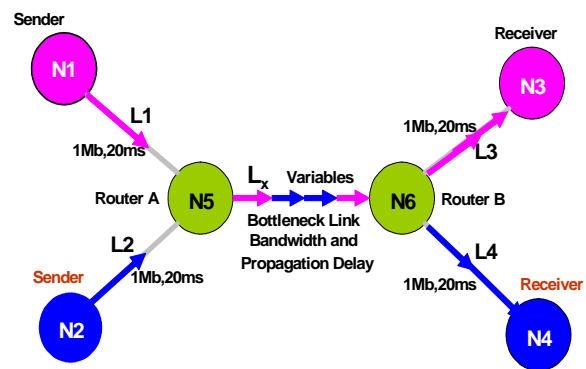 Sender
N1
L1
1Mb,20ms
Router A
N5
L2
1Mb,20ms
Sender
N2
Lx
Variables
Bottleneck Link
Bandwidth and
Propagation Delay
Receiver
N3
1Mb,20ms
L3
N6
Router B
L4
1Mb,20ms
Receiver
N4